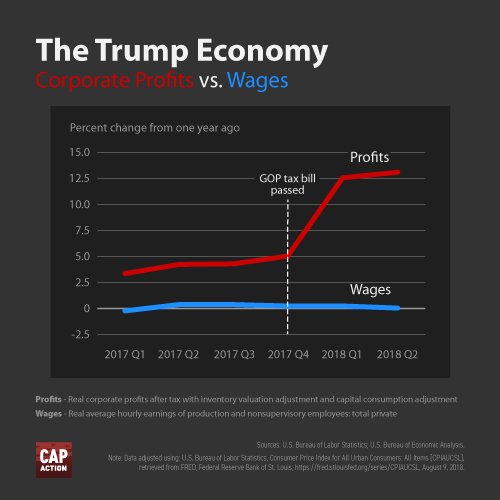 The Trump Economy
Corporate Profits vs. Wages
Percent change from one year ago
15.0
Profits
12.5
GOP tax bill
passed
10.0
7.5
5.0
2.5
Wages
0
-2.5
2017 Q1 2017 Q2 2017 Q3 2017 Q4 2018 Q1 2018 Q2
Profits - Real corporate profits after tax with inventory valuation adjustment and capital consumption adjustment
Wages - Real average hourly earnings of production and nonsupervisory employees: total private
CAP
ACTION
Sources: U.S. Bureau of Labor Statistics; U.S. Bureau of Economic Analysis.
Note: Data adjusted using: U.S. Bureau of Labor Statistics, Consumer Price Index for All Urban Consumers: All Items [CPIAUCSL],
retrieved from FRED, Federal Reserve Bank of St. Louis; https://fred.stlouisfed.org/series/CPIAUCSL, August 9, 2018.